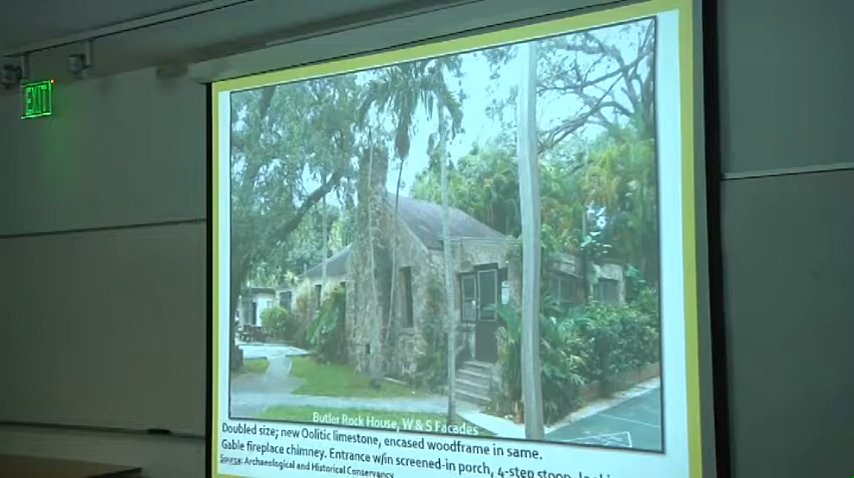 EXIT
Butler Rock House, W & S Facades
Doubled size; new Oolitic limestone, encased woodframe in same.
Gable fireplace chimney. Entrance w/in screened-in porch, 4-step stoop,
Source: Archaeological and Historical Conservancy